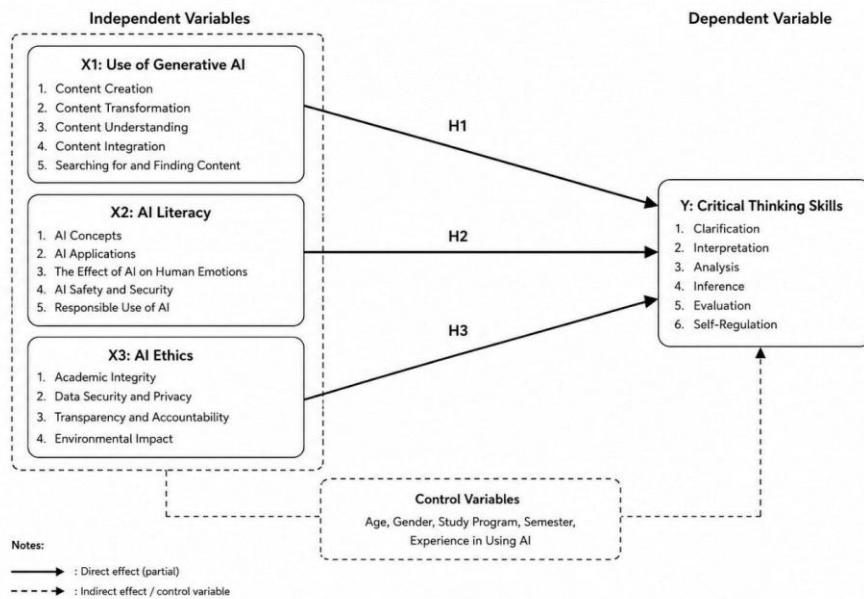 Independent Variables
Dependent Variable
X1: Use of Generative AI
1. Content Creation
2. Content Transformation
3. Content Understanding
4. Content Integration
5. Searching for and Finding Content
H1
X2: AI Literacy
1. AI Concepts
2. AI Applications
3. The Effect of AI on Human Emotions
4. AI Safety and Security
5. Responsible Use of AI
H2
X3: AI Ethics
1. Academic Integrity
2. Data Security and Privacy
3. Transparency and Accountability
4. Environmental Impact
H3
Y: Critical Thinking Skills
1. Clarification
2. Interpretation
3. Analysis
4. Inference
5. Evaluation
6. Self-Regulation
Control Variables
Age, Gender, Study Program, Semester,
Experience in Using AI
Notes:
: Direct effect (partial)
: Indirect effect / control variable